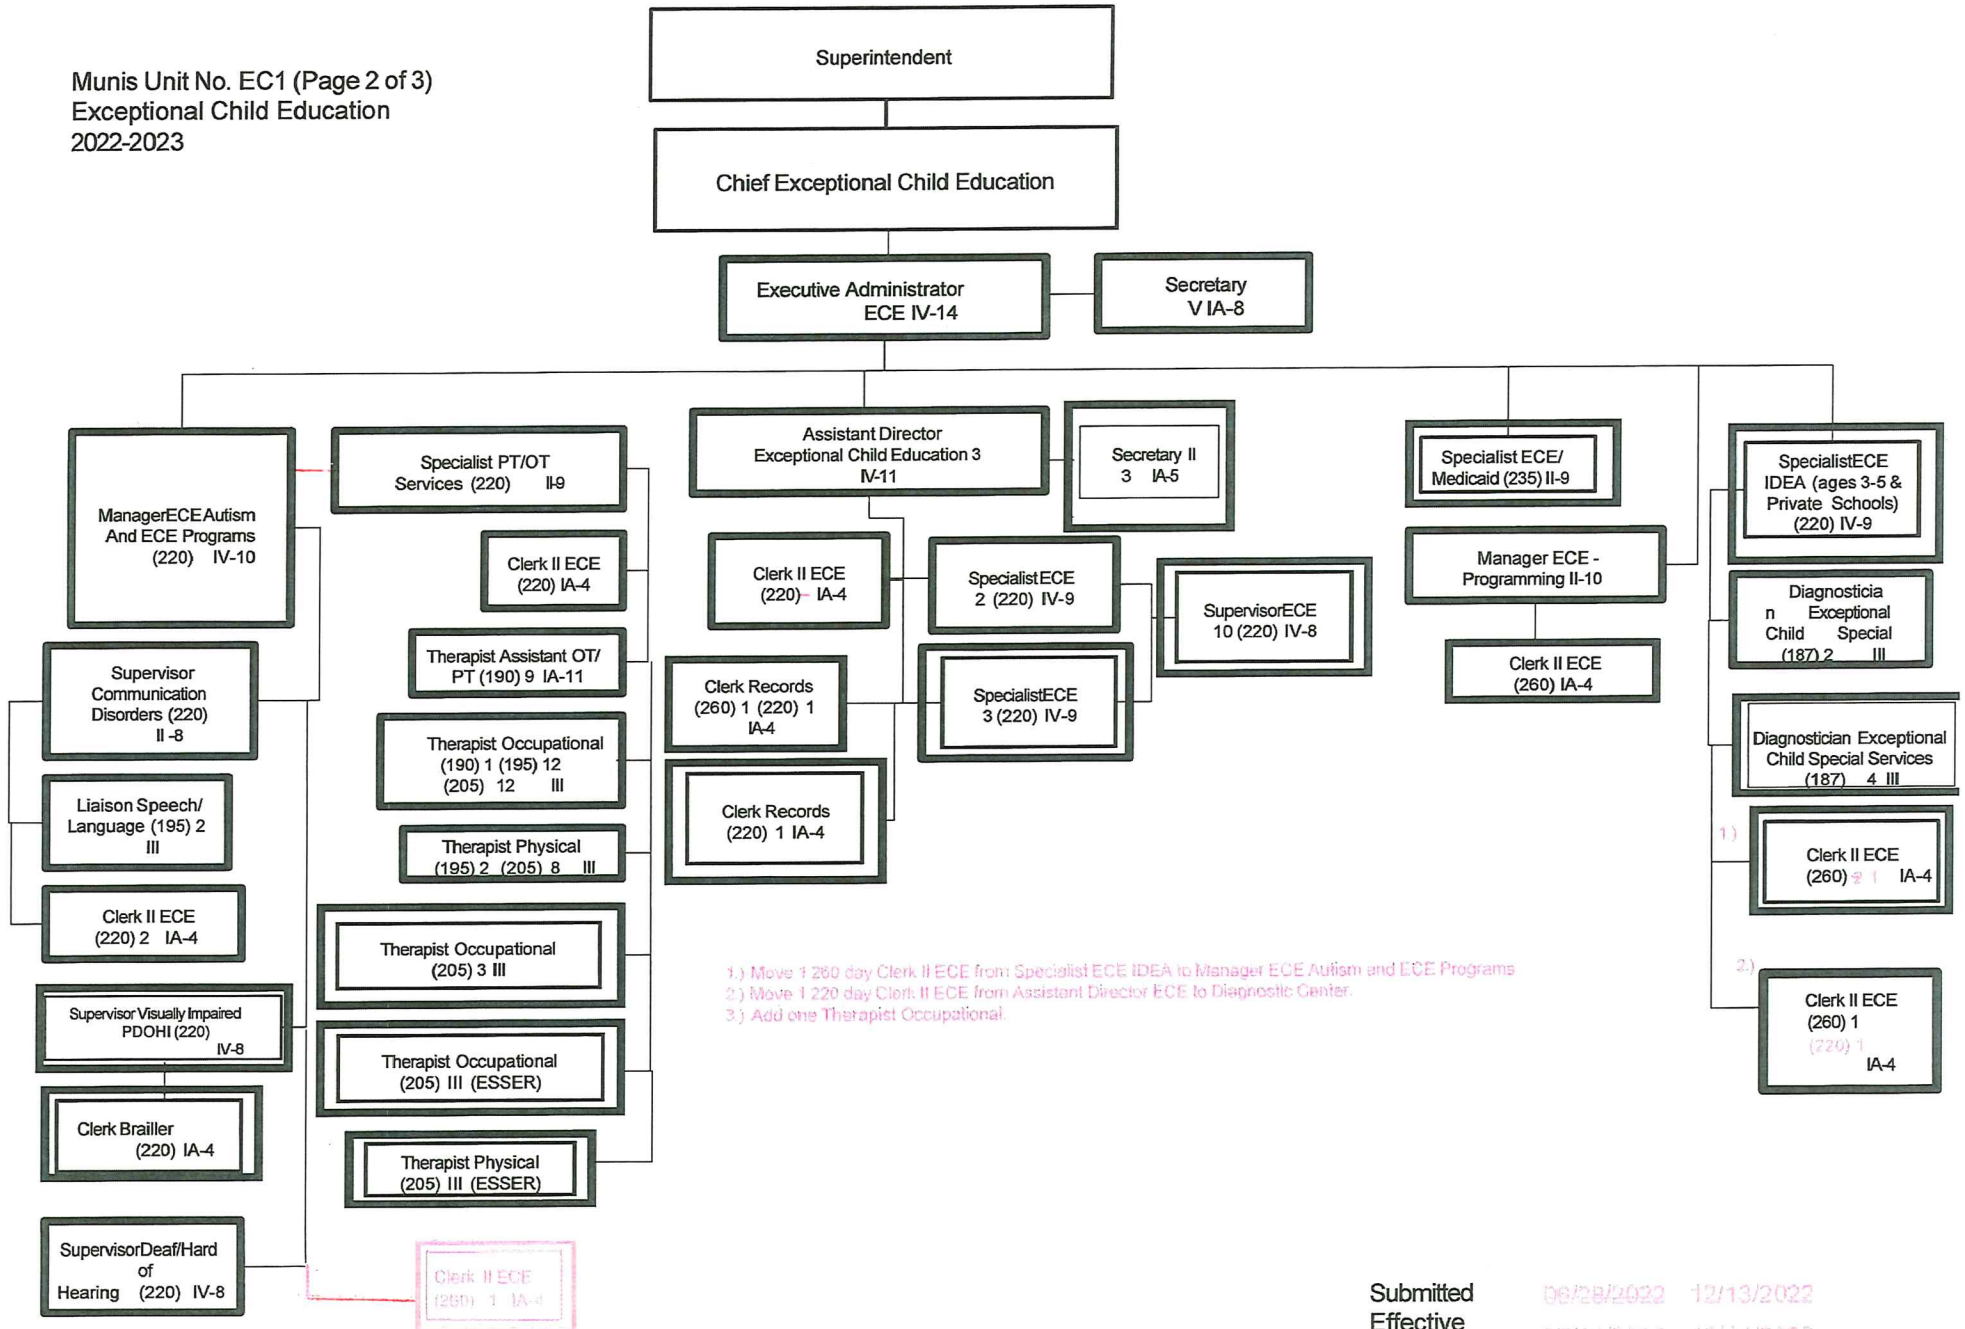 Munis Unit No. EC1 (Page 2 of 3)
Exceptional Child Education
2022-2023
Superintendent
Chief Exceptional Child Education
Executive Administrator
ECE IV-14
Secretary
V IA-8
ManagerECE Autism
And ECE Programs
(220) IV-10
Supervisor
Communication
Disorders (220)
II -8
Liaison Speech/
Language (195) 2
III
Clerk II ECE
(220) 2 IA-4
Supervisor Visually Impaired
PDOHI (220)
IV-8
Clerk Brailler
(220) IA-4
SupervisorDeaf/Hard
of
Hearing (220) IV-8
Specialist PT/OT
Services (220) II-9
Clerk II ECE
(220) IA-4
Therapist Assistant OT/
PT (190) 9 IA-11
Therapist Occupational
(190) 1 (195) 12
(205) 12 III
Therapist Physical
(195) 2 (205) 8 III
Therapist Occupational
(205) 3 III
Therapist Occupational
(205) III (ESSER)
Therapist Physical
(205) III (ESSER)
Clerk II ECE
(260) 1 IA-4
Assistant Director
Exceptional Child Education 3
IV-11
Secretary II
3 IA-5
Clerk II ECE
(220) IA-4
SpecialistECE
2 (220) IV-9
SupervisorECE
10 (220) IV-8
Clerk Records
(260) 1 (220) 1
IA-4
SpecialistECE
3 (220) IV-9
Clerk Records
(220) 1 IA-4
Specialist ECE/
Medicaid (235) II-9
Manager ECE -
Programming II-10
Clerk II ECE
(260) IA-4
SpecialistECE
IDEA (ages 3-5 &
Private Schools)
(220) IV-9
Diagnosticia
n Exceptional
Child Special
(187) 2 III
Diagnostician Exceptional
Child Special Services
(187) 4 III
1.)
Clerk II ECE
(260) 2 1 IA-4
2.)
Clerk II ECE
(260) 1
(220) 1
IA-4
1.) Move 1 260 day Clerk II ECE from Specialist ECE IDEA to Manager ECE Autism and ECE Programs
2.) Move 1 220 day Clerk II ECE from Assistant Director ECE to Diagnostic Center.
3.) Add one Therapist Occupational.
Submitted 06/28/2022 12/13/2022
Effective